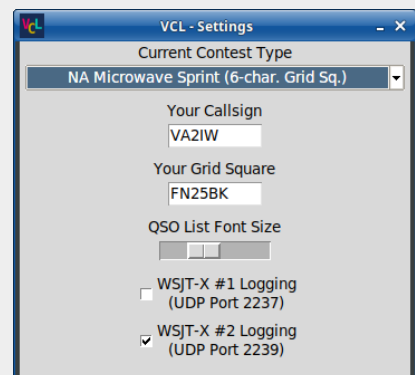 VCL VCL - Settings
Current Contest Type
NA Microwave Sprint (6-char. Grid Sq.)
Your Callsign
VA2IW
Your Grid Square
FN25BK
QSO List Font Size
WSJT-X #1 Logging
(UDP Port 2237)
WSJT-X #2 Logging
(UDP Port 2239)